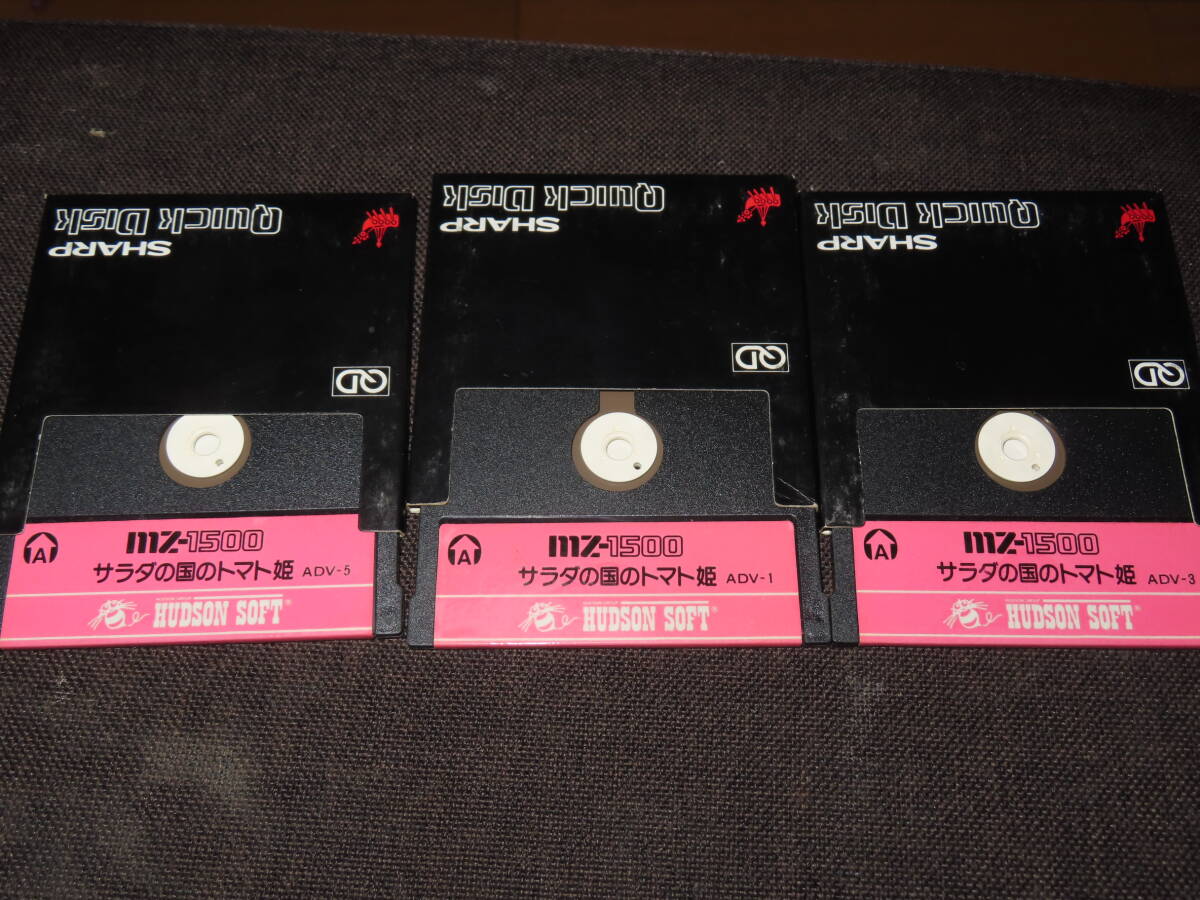 QUICK DISK
SHARP
QD
A
mz-1500
サラダの国のトマト姫 ADV-5
HUDSON SOFT®
QUICK DISK
SHARP
QD
A
mz-1500
サラダの国のトマト姫 ADV-1
HUDSON SOFT®
QUICK DISK
SHARP
QD
A
mz-1500
サラダの国のトマト姫 ADV-3
HUDSON SOFT®